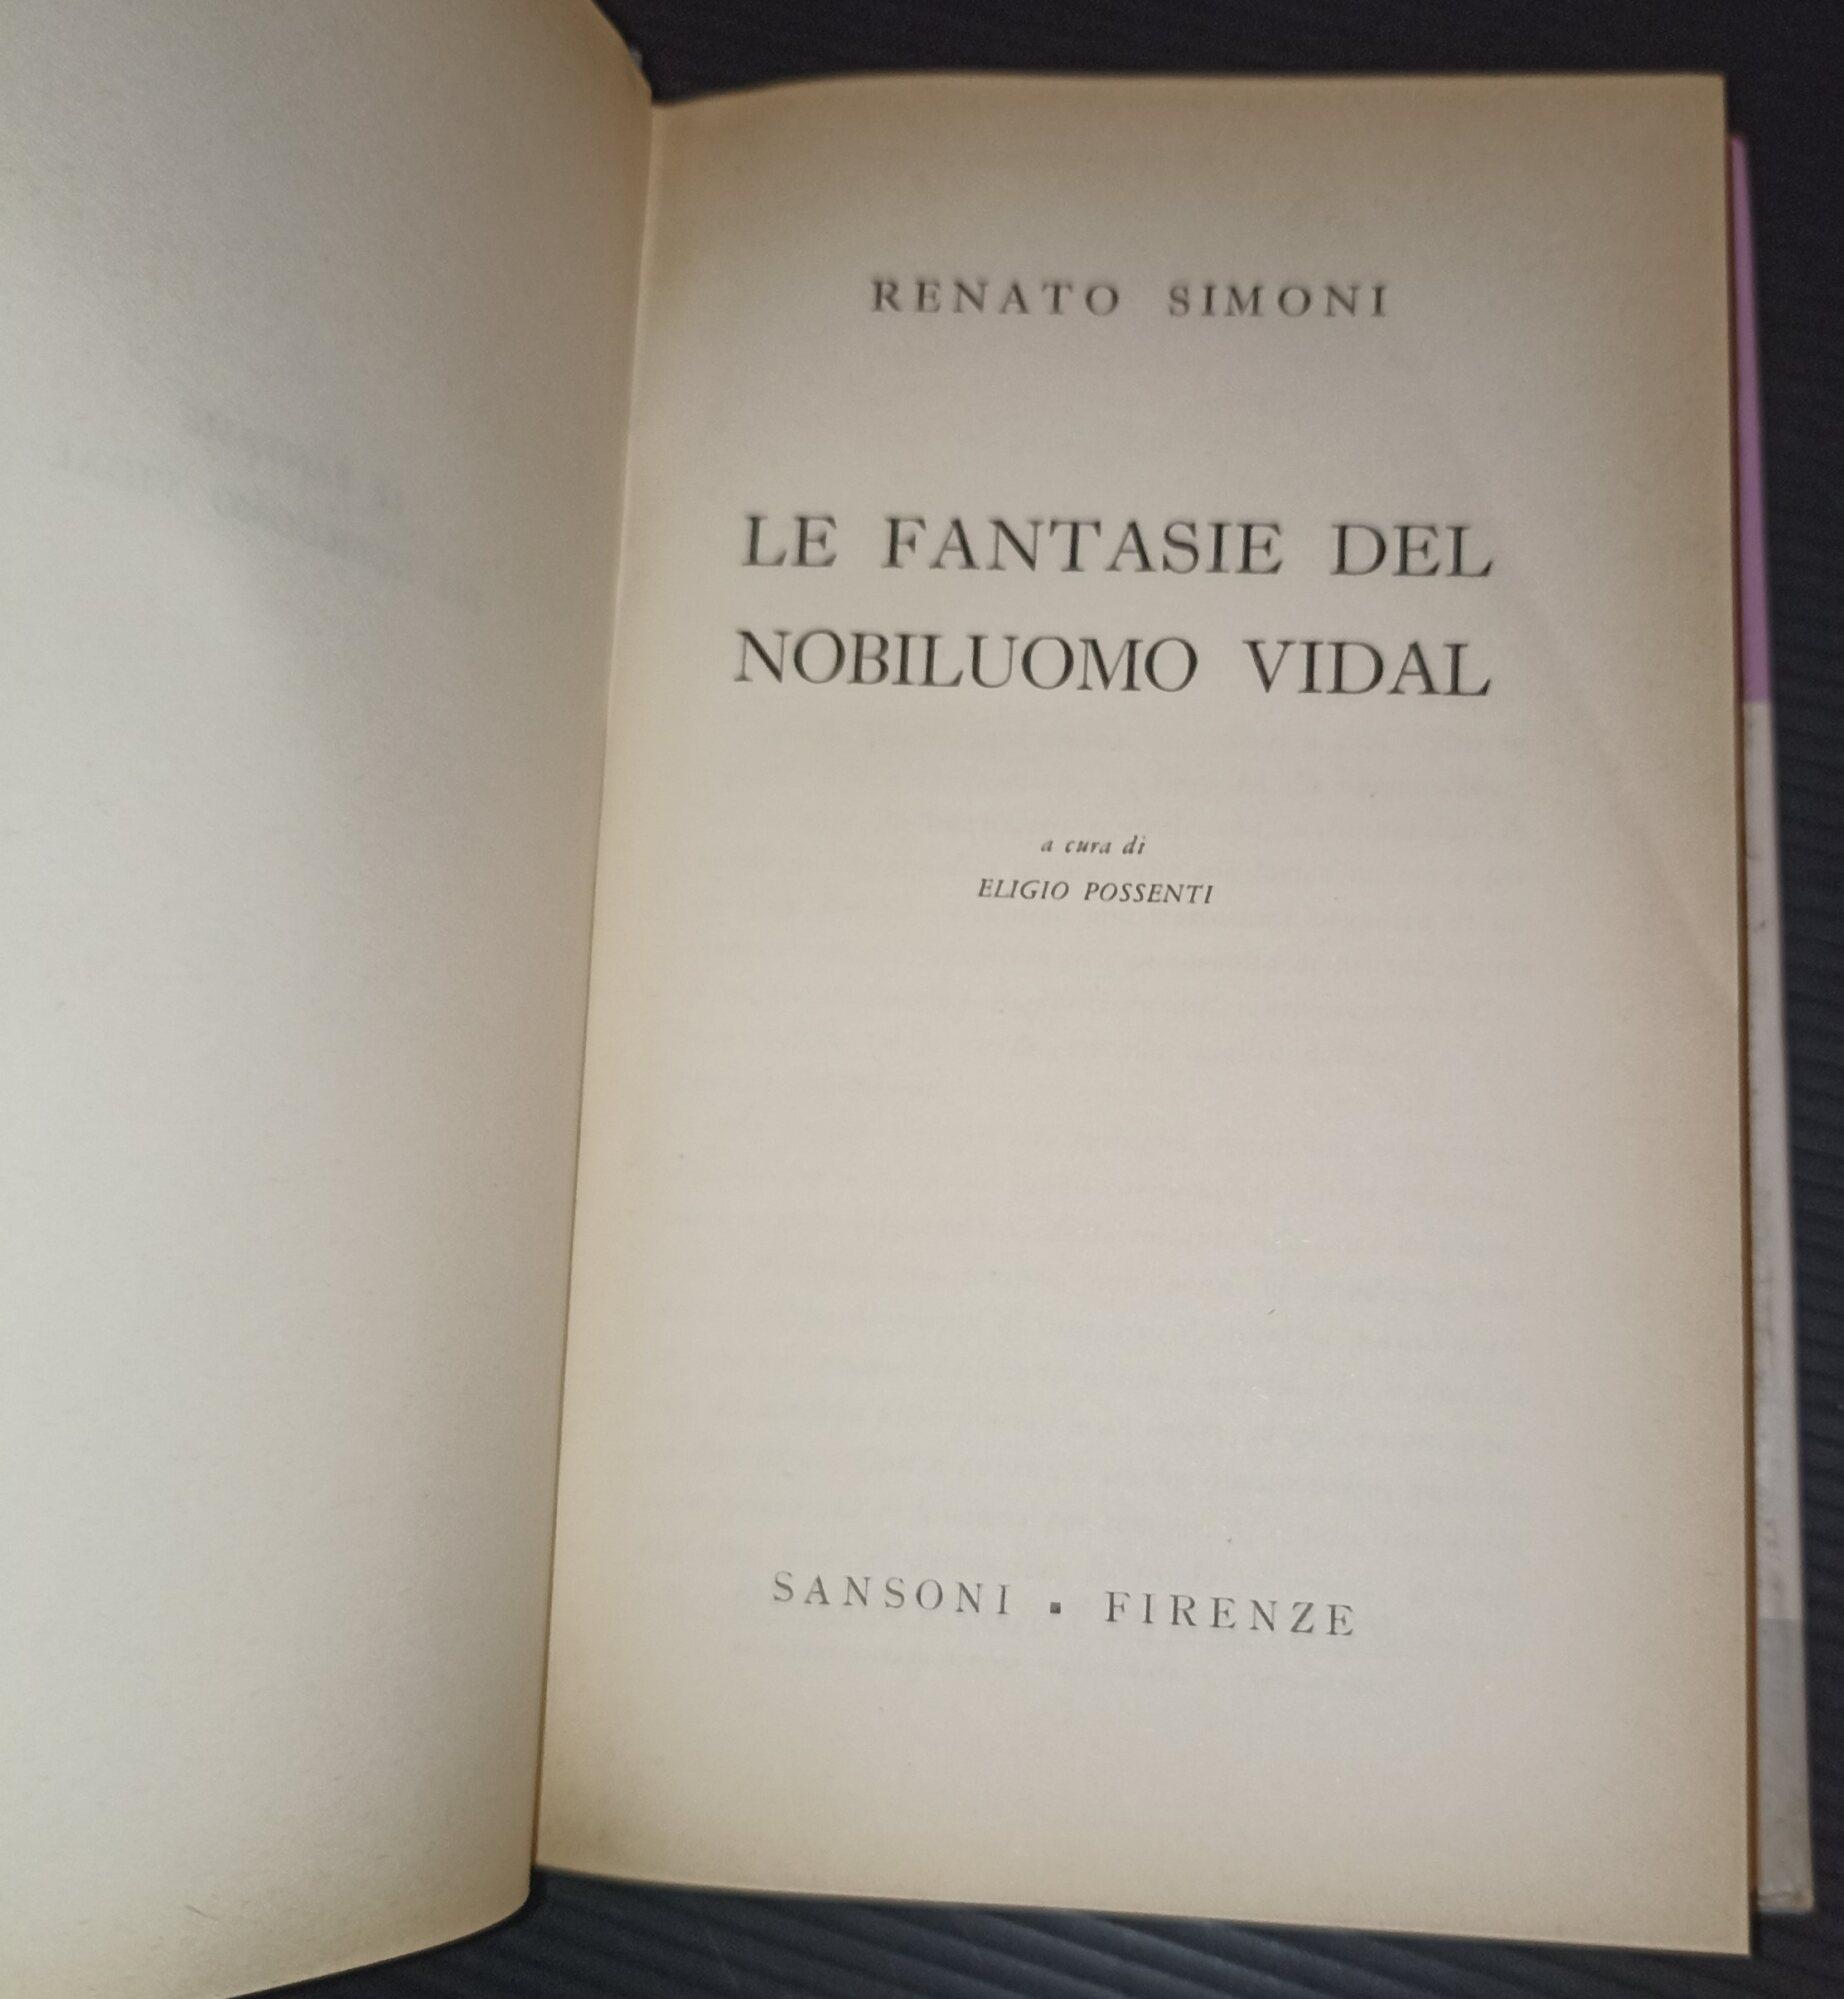 RENATO SIMONI
LE FANTASIE DEL
NOBILUOMO VIDAL
a cura di
ELIGIO POSSENTI
SANSONI ▪ FIRENZE